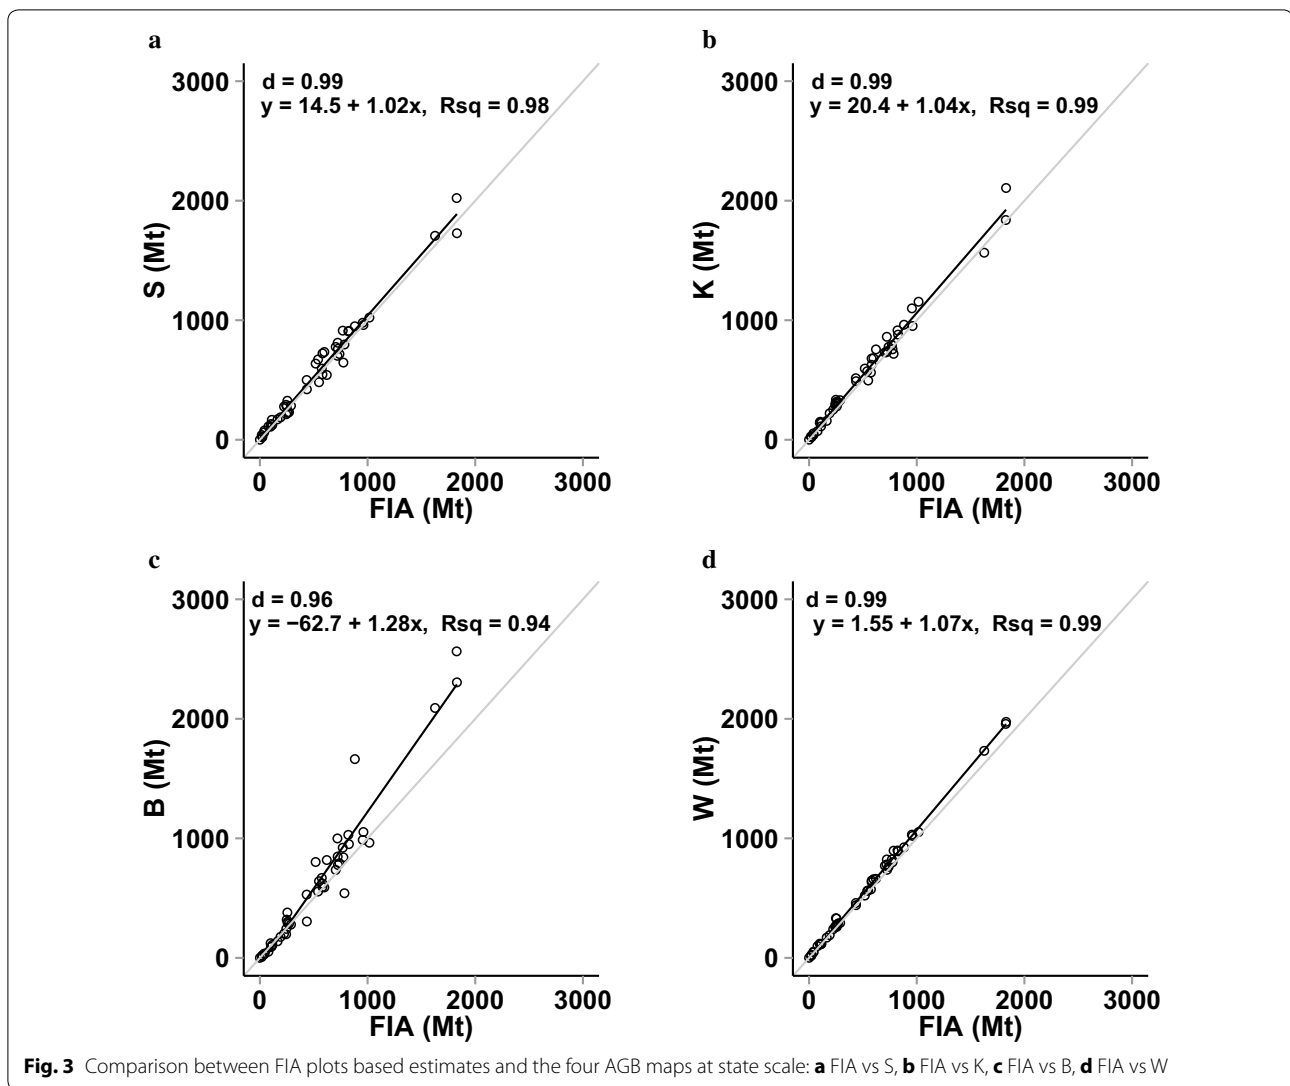 a
d = 0.99
y = 14.5 + 1.02x, Rsq = 0.98
3000
2000
1000
0
S (Mt)
0 1000 2000 3000
FIA (Mt)
b
d = 0.99
y = 20.4 + 1.04x, Rsq = 0.99
3000
2000
1000
0
K (Mt)
0 1000 2000 3000
FIA (Mt)
c
d = 0.96
y = −62.7 + 1.28x, Rsq = 0.94
3000
2000
1000
0
B (Mt)
0 1000 2000 3000
FIA (Mt)
d
d = 0.99
y = 1.55 + 1.07x, Rsq = 0.99
3000
2000
1000
0
W (Mt)
0 1000 2000 3000
FIA (Mt)
Fig. 3 Comparison between FIA plots based estimates and the four AGB maps at state scale: a FIA vs S, b FIA vs K, c FIA vs B, d FIA vs W